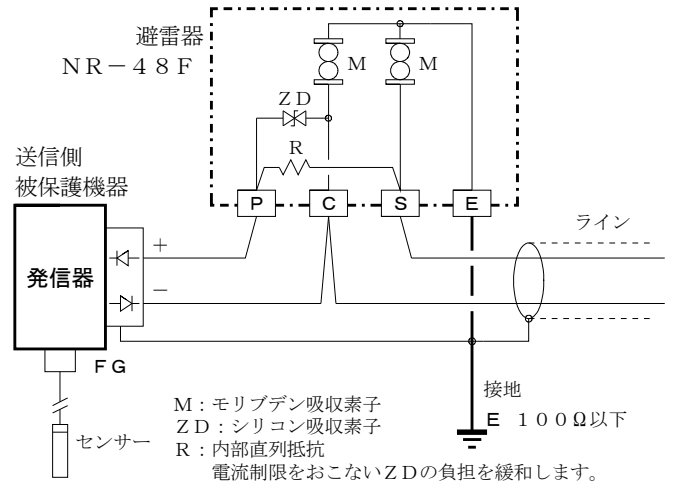 避雷器
NR-48F
M
M
ZD
R
送信側
被保護機器
P
C
S
E
ライン
+
発信器
−
FG
接地
M:モリブデン吸収素子
E 100Ω以下
ZD:シリコン吸収素子
センサー
R:内部直列抵抗
電流制限をおこないZDの負担を緩和します。